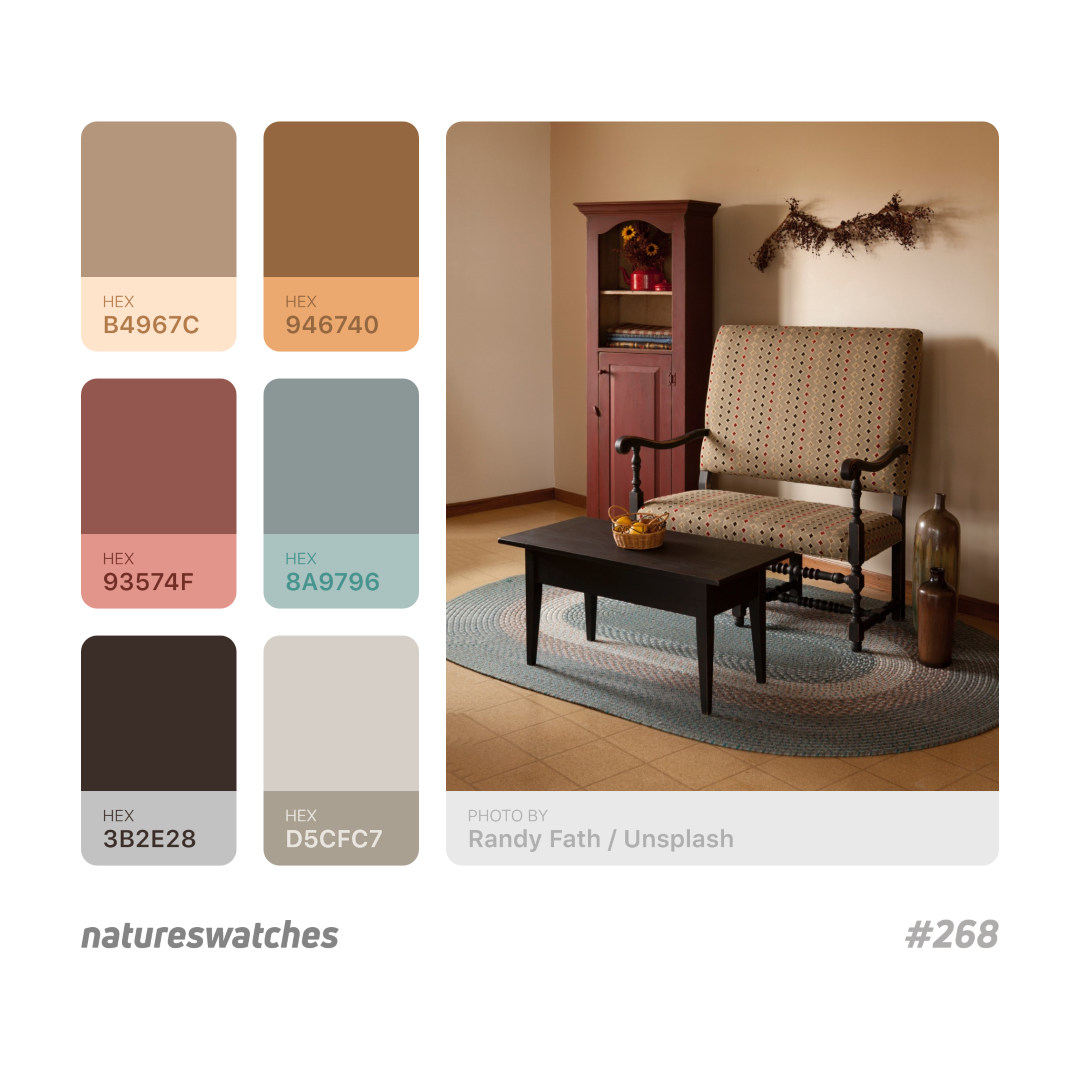 HEX
B4967C
HEX
946740
HEX
93574F
HEX
8A9796
HEX
3B2E28
HEX
D5CFC7
PHOTO BY
Randy Fath / Unsplash
natureswatches
#268